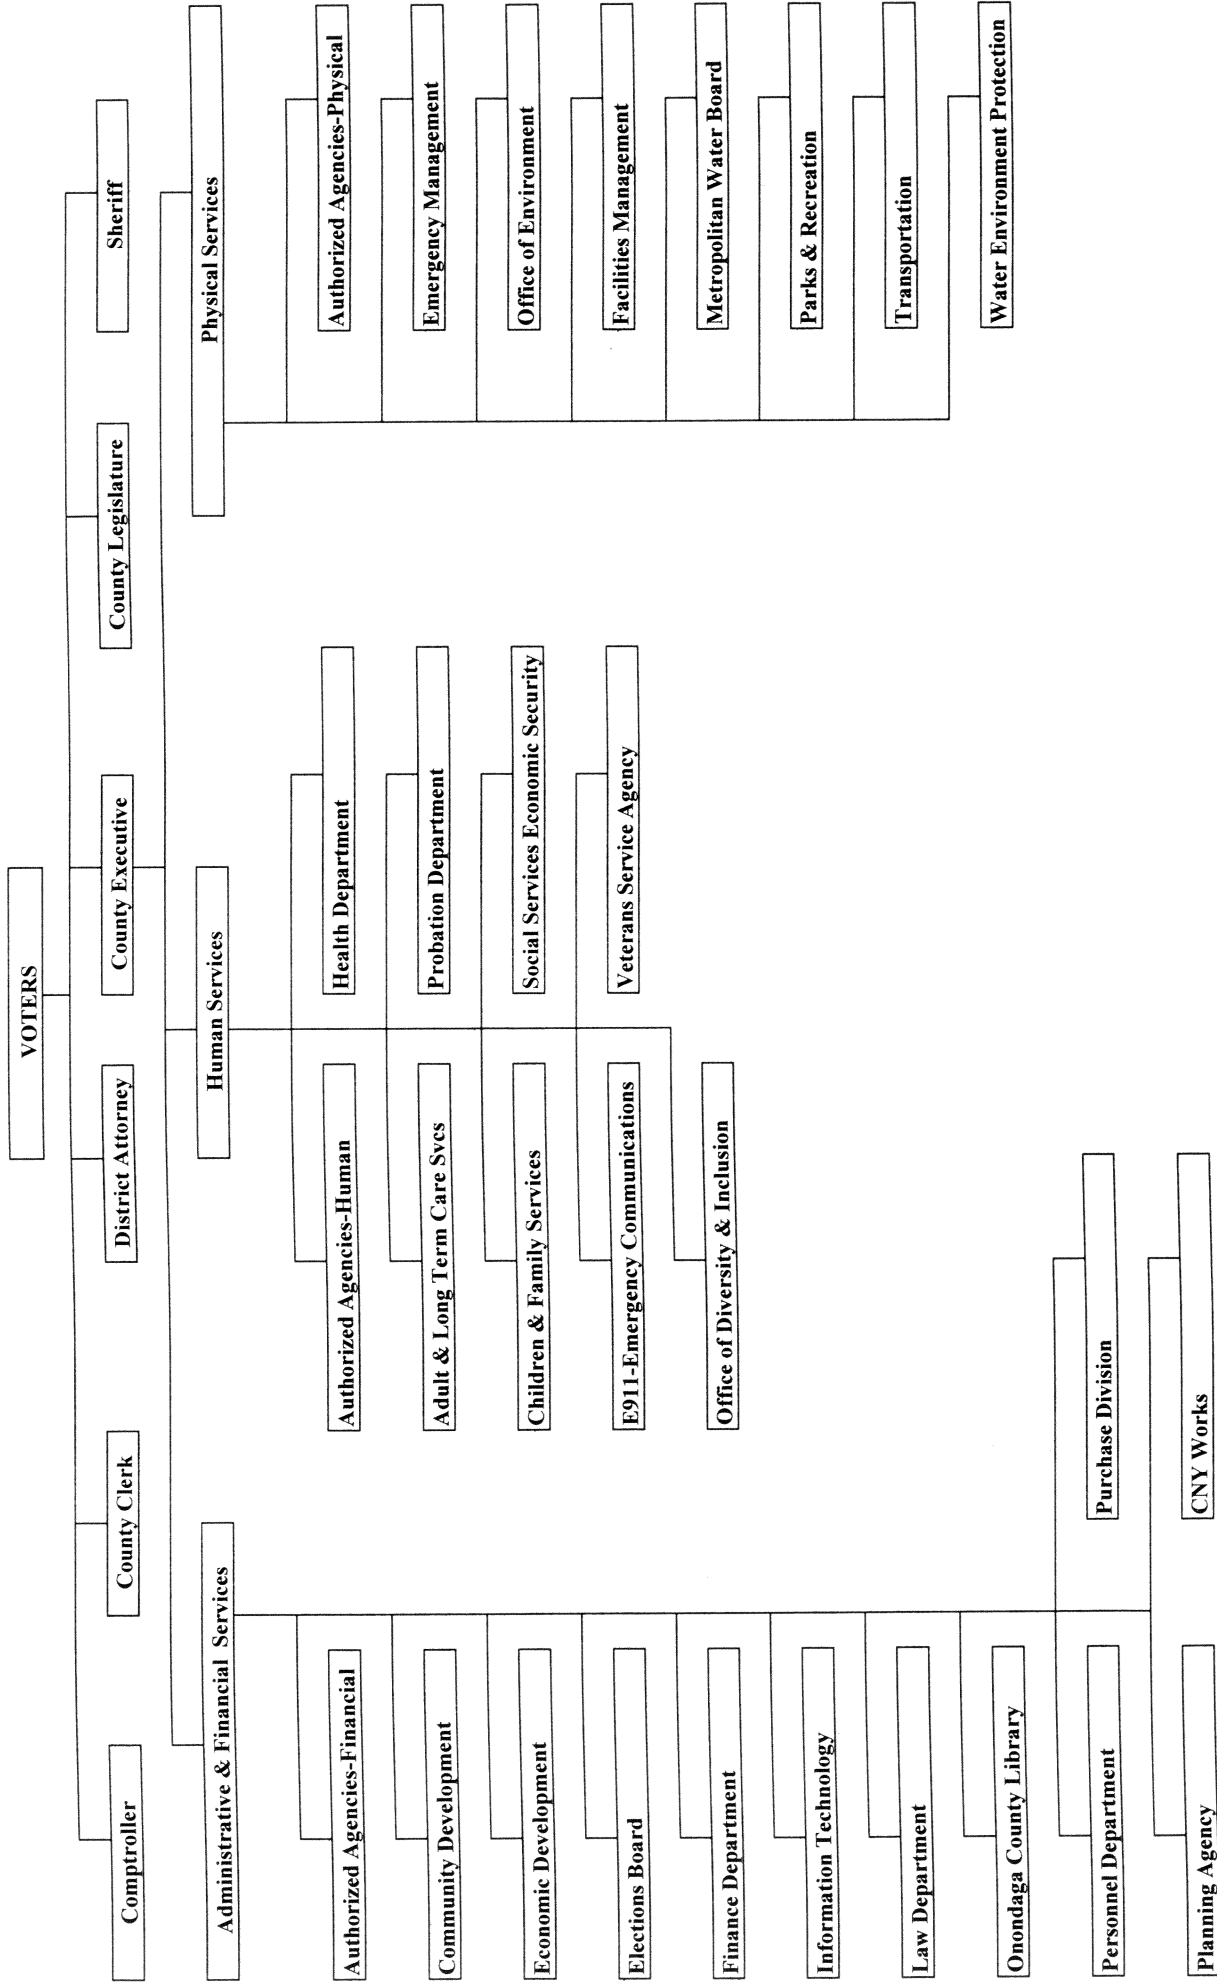 VOTERS
Comptroller
County Clerk
District Attorney
County Executive
County Legislature
Sheriff
Administrative & Financial Services
Human Services
Physical Services
Authorized Agencies-Financial
Community Development
Economic Development
Elections Board
Finance Department
Information Technology
Law Department
Onondaga County Library
Personnel Department
Planning Agency
Purchase Division
CNY Works
Authorized Agencies-Human
Adult & Long Term Care Svcs
Children & Family Services
E911-Emergency Communications
Office of Diversity & Inclusion
Health Department
Probation Department
Social Services Economic Security
Veterans Service Agency
Authorized Agencies-Physical
Emergency Management
Office of Environment
Facilities Management
Metropolitan Water Board
Parks & Recreation
Transportation
Water Environment Protection